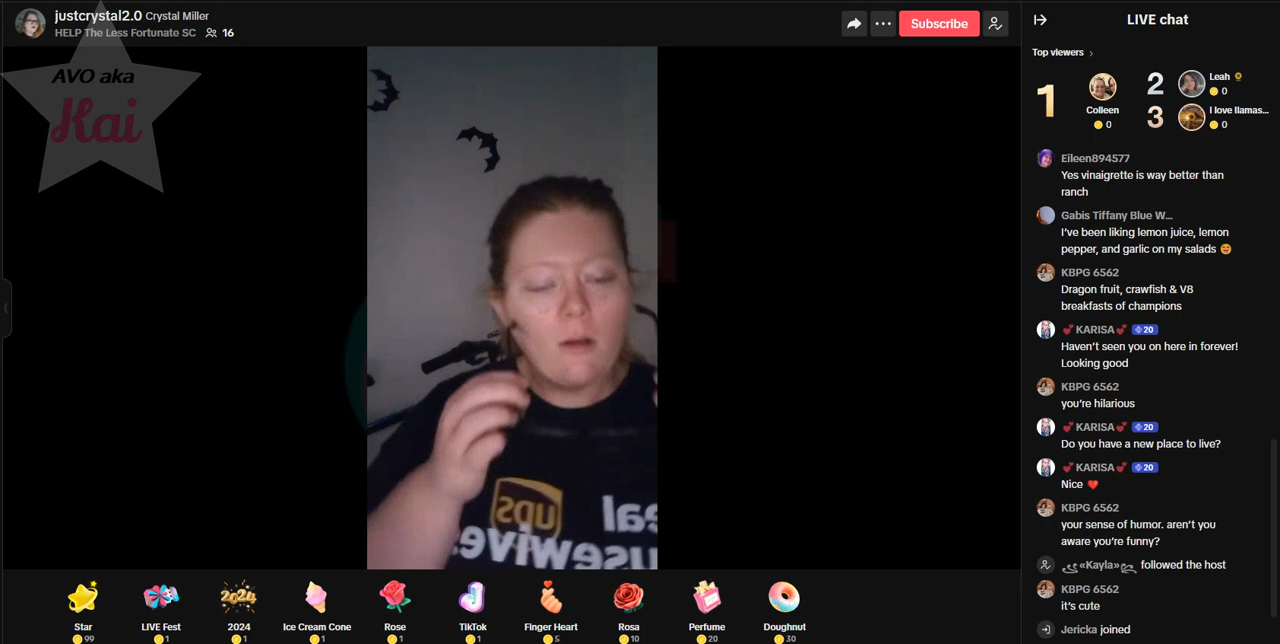 justcrystal2.0 Crystal Miller
HELP The Less Fortunate SC 16
AVO aka
Kai
Subscribe
LIVE chat
Top viewers
1
Colleen
0
2
Leah
0
3
I love llamas...
0
Eileen894577
Yes vinaigrette is way better than
ranch
Gabis Tiffany Blue W...
I've been liking lemon juice, lemon
pepper, and garlic on my salads
KBPG 6562
Dragon fruit, crawfish & V8
breakfasts of champions
KARISA 20
Haven't seen you on here in forever!
Looking good
KBPG 6562
you're hilarious
KARISA 20
Do you have a new place to live?
KARISA 20
Nice
KBPG 6562
your sense of humor. aren't you
aware you're funny?
«Kayla» followed the host
KBPG 6562
it's cute
Jericka joined
ups
eal
usewive
Star
99
LIVE Fest
1
2024
2024
1
Ice Cream Cone
1
Rose
1
TikTok
1
Finger Heart
5
Rosa
10
Perfume
20
Doughnut
30